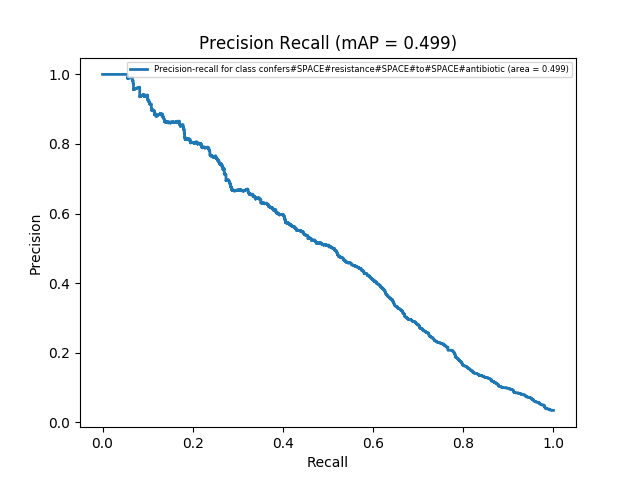 Precision Recall (mAP = 0.499)
Precision-recall for class confers#SPACE#resistance#SPACE#to#SPACE#antibiotic (area = 0.499)
1.0
0.8
0.6
0.4
0.2
0.0
Precision
0.0 0.2 0.4 0.6 0.8 1.0
Recall